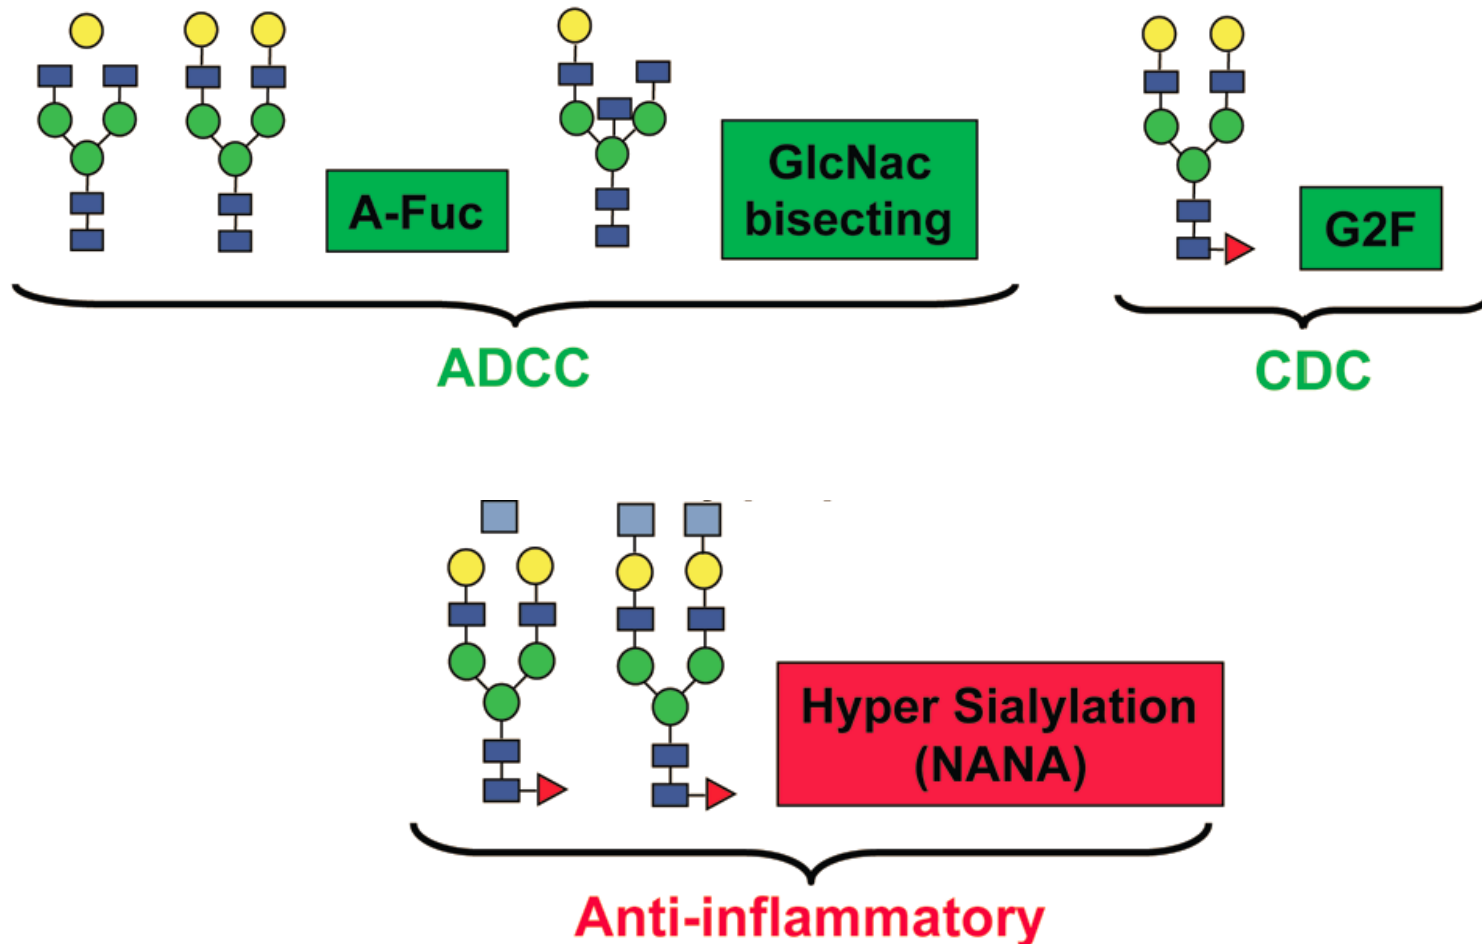 A-Fuc
GlcNac
bisecting
G2F
ADCC
CDC
Hyper Sialylation
(NANA)
Anti-inflammatory